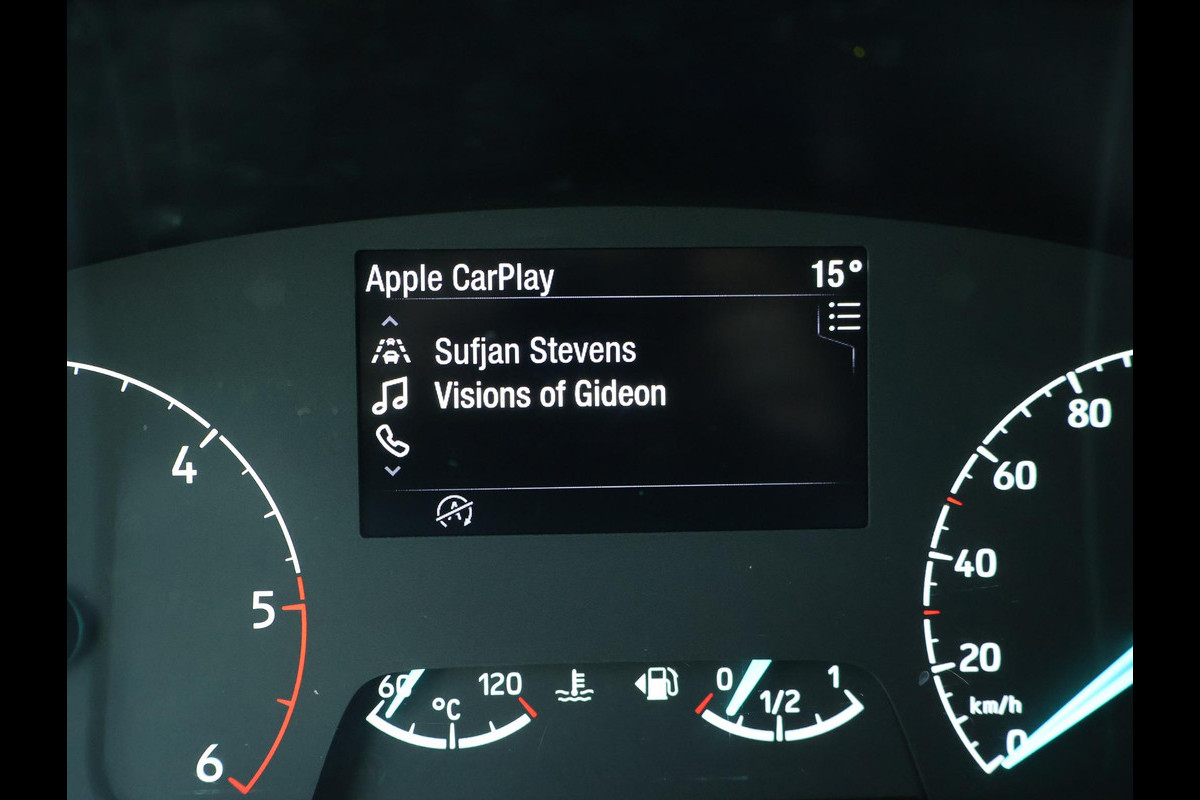 Apple CarPlay 15°
Sufjan Stevens
Visions of Gideon
A
4
5
6
80
60
40
20
km/h
0
60 120
°C
0 1
1/2